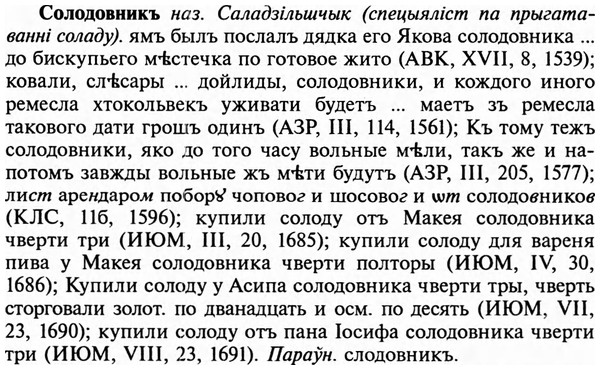 Солодовникъ наз. Саладзільшчык (спецыяліст па прыгата-
ванні соладу). ямъ былъ послалъ дядка его Якова солодовника ...
до бискупьего мѣстечка по готовое жито (АВК, XVII, 8, 1539);
ковали, слѣсары ... дойлиды, солодовники, и кождого иного
ремесла хтокольвекъ уживати будетъ ... маетъ зъ ремесла
такового дати грошъ одинъ (АЗР, III, 114, 1561); Къ тому тежъ
солодовники, яко до того часу вольные мѣли, такъ же и на-
потомъ завжды вольные жъ мѣти будутъ (АЗР, III, 205, 1577);
лист арендаром поборꙋ чоповог и шосовог и ѡт солодовников
(КЛС, 11б, 1596); купили солоду отъ Макея солодовника
чверти три (ИЮМ, III, 20, 1685); купили солоду для вареня
пива у Макея солодовника чверти полторы (ИЮМ, IV, 30,
1686); Купили солоду у Асипа солодовника чверти тры, чверть
сторговали золот. по дванадцать и осм. по десять (ИЮМ, VII,
23, 1690); купили солоду отъ пана Іосифа солодовника чверти
три (ИЮМ, VIII, 23, 1691). Параўн. слодовникъ.